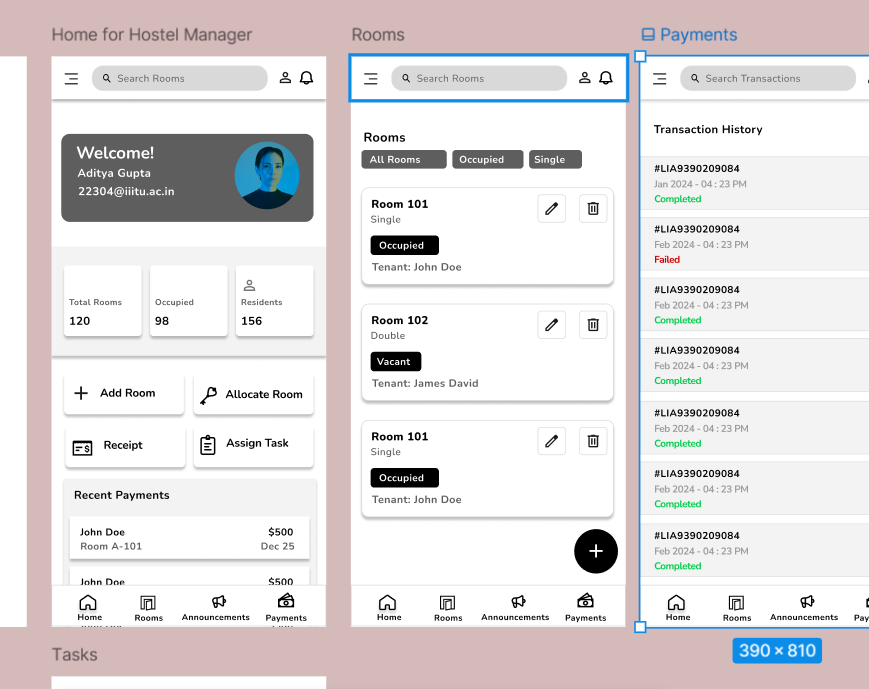 Home for Hostel Manager
Search Rooms
Welcome!
Aditya Gupta
22304@iiitu.ac.in
Total Rooms
120
Occupied
98
Residents
156
Add Room
Allocate Room
Receipt
Assign Task
Recent Payments
John Doe $500
Room A-101 Dec 25
John Doe $500
Home Rooms Announcements Payments
Rooms
Search Rooms
Rooms
All Rooms Occupied Single
Room 101
Single
Occupied
Tenant: John Doe
Room 102
Double
Vacant
Tenant: James David
Room 101
Single
Occupied
Tenant: John Doe
Home Rooms Announcements Payments
Payments
Search Transactions
Transaction History
#LIA9390209084
Jan 2024 - 04 : 23 PM
Completed
#LIA9390209084
Feb 2024 - 04 : 23 PM
Failed
#LIA9390209084
Feb 2024 - 04 : 23 PM
Completed
#LIA9390209084
Feb 2024 - 04 : 23 PM
Completed
#LIA9390209084
Feb 2024 - 04 : 23 PM
Completed
#LIA9390209084
Feb 2024 - 04 : 23 PM
Completed
#LIA9390209084
Feb 2024 - 04 : 23 PM
Completed
Home Rooms Announcements Pay
390 × 810
Tasks